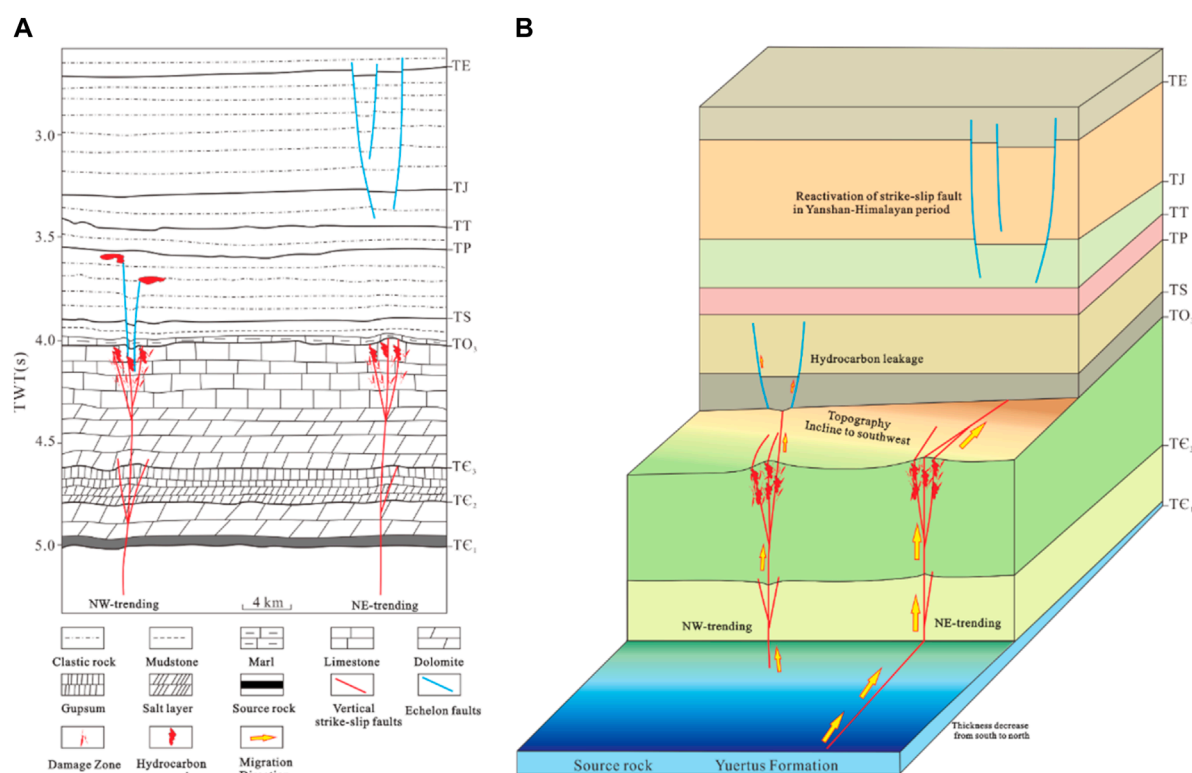 A
TE
3.0
TJ
TT
3.5
TP
TS
4.0
TO₃
TWT(s)
4.5
TЄ₃
TЄ₂
5.0
TЄ₁
NW-trending
4 km
NE-trending
Clastic rock
Mudstone
Marl
Limestone
Dolomite
Gupsum
Salt layer
Source rock
Vertical
strike-slip faults
Echelon faults
Damage Zone
Hydrocarbon
Migration
B
TE
Reactivation of strike-slip fault
in Yanshan-Himalayan period
TJ
TT
TP
TS
TO
Hydrocarbon leakage
Topography
Incline to southwest
TЄ
TЄ
NW-trending
NE-trending
Thickness decrease
from south to north
Source rock
Yuertus Formation